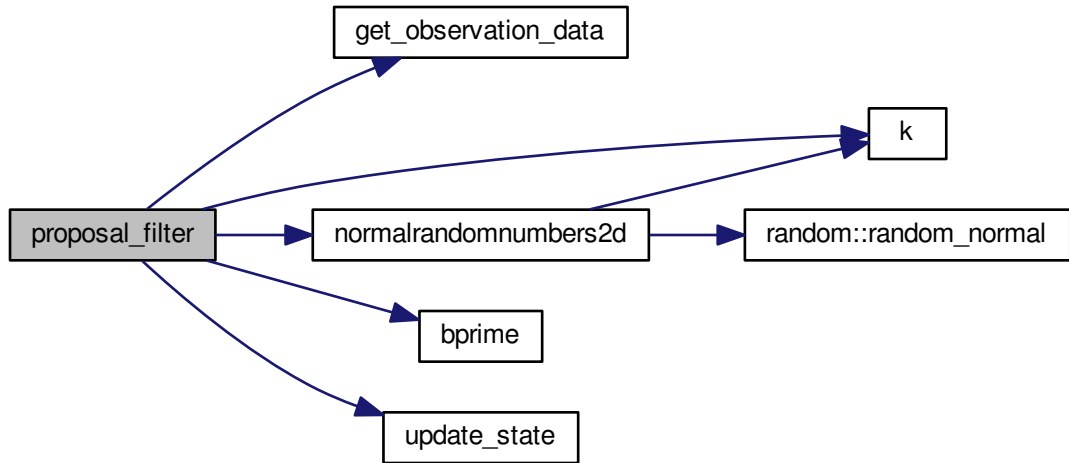 get_observation_data
k
proposal_filter
normalrandomnumbers2d
random::random_normal
bprime
update_state